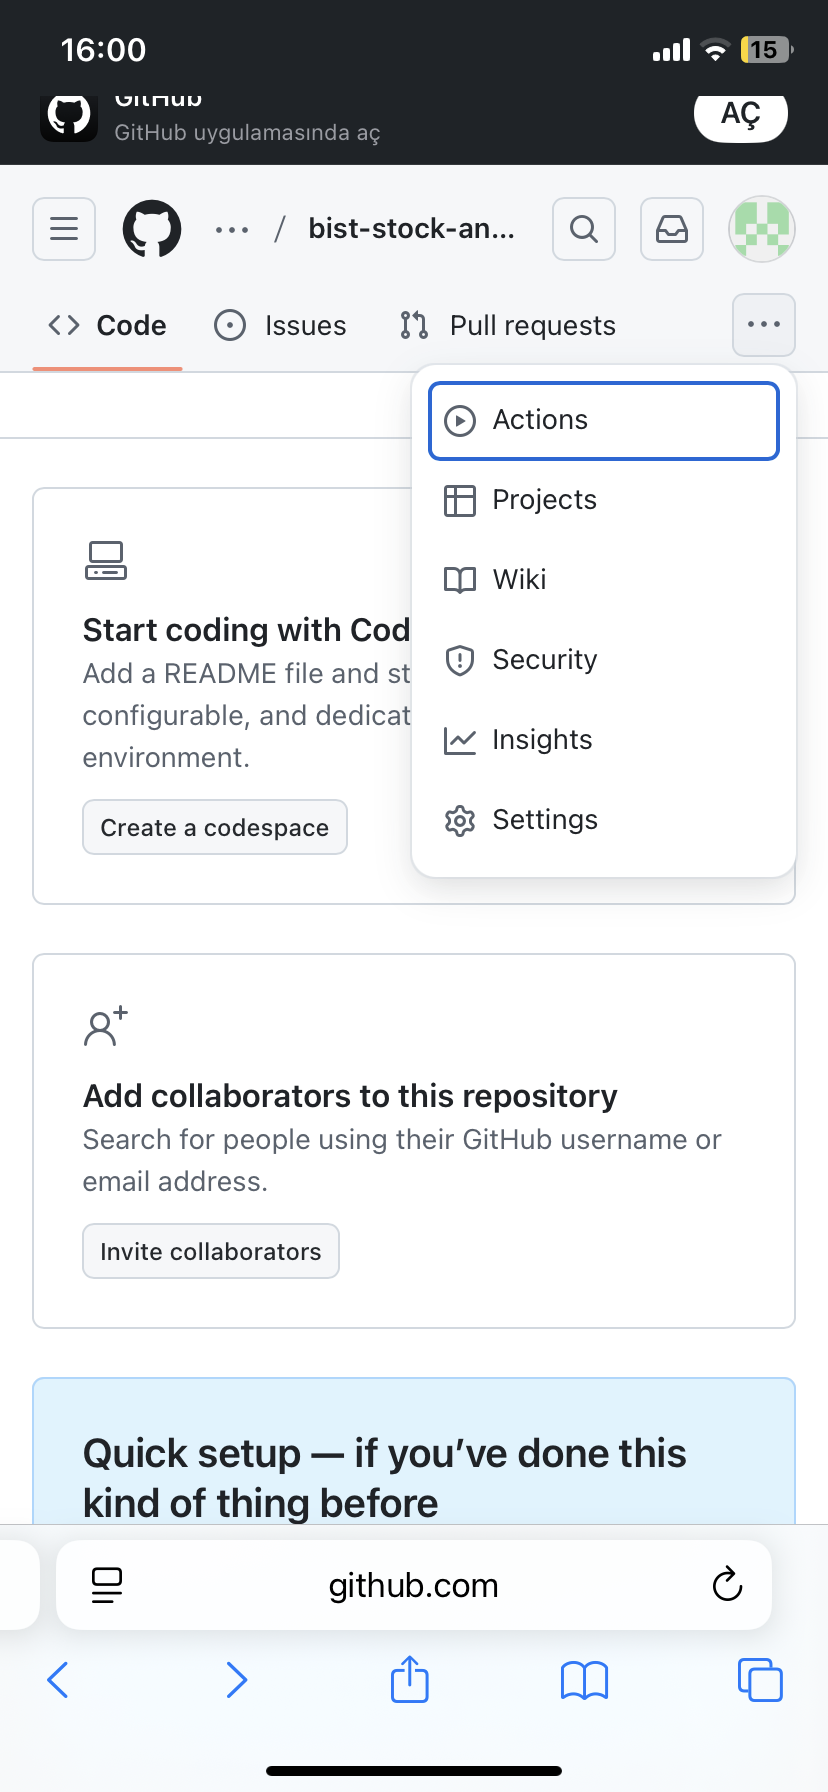 16:00
15
GitHub
GitHub uygulamasında aç
AÇ
... / bist-stock-an...
Code
Issues
Pull requests
Actions
Projects
Wiki
Security
Insights
Settings
Start coding with Cod
Add a README file and st
configurable, and dedicat
environment.
Create a codespace
Add collaborators to this repository
Search for people using their GitHub username or
email address.
Invite collaborators
Quick setup — if you’ve done this
kind of thing before
github.com